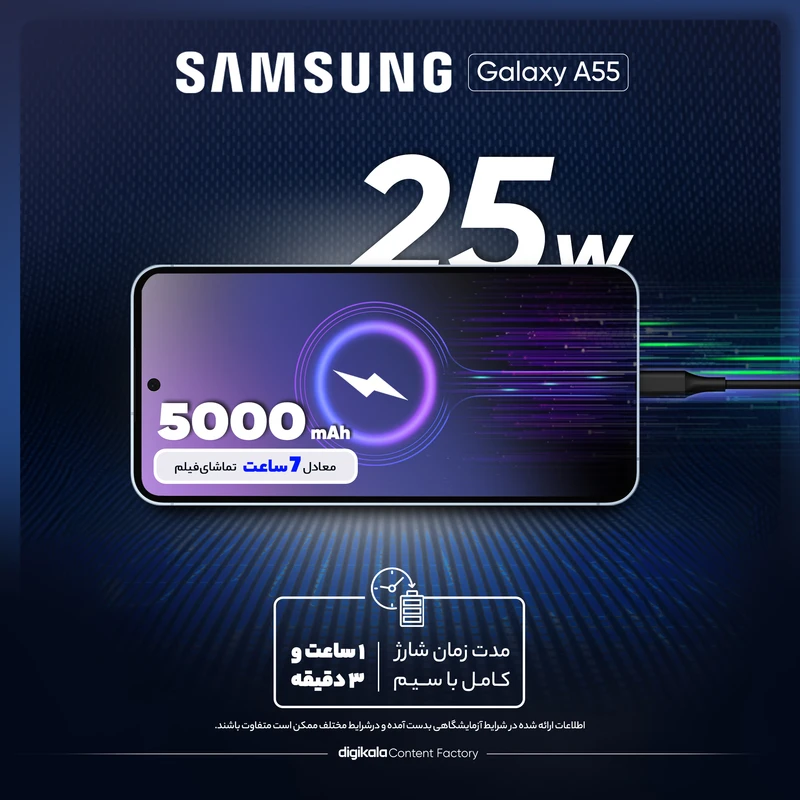 SAMSUNG Galaxy A55
25w
5000 mAh
معادل 7 ساعت تماشای فیلم
مدت زمان شارژ
کامل با سیم
۱ ساعت و
۳ دقیقه
اطلاعات ارائه شده در شرایط آزمایشگاهی بدست آمده و درشرایط مختلف ممکن است متفاوت باشند.
digikala Content Factory